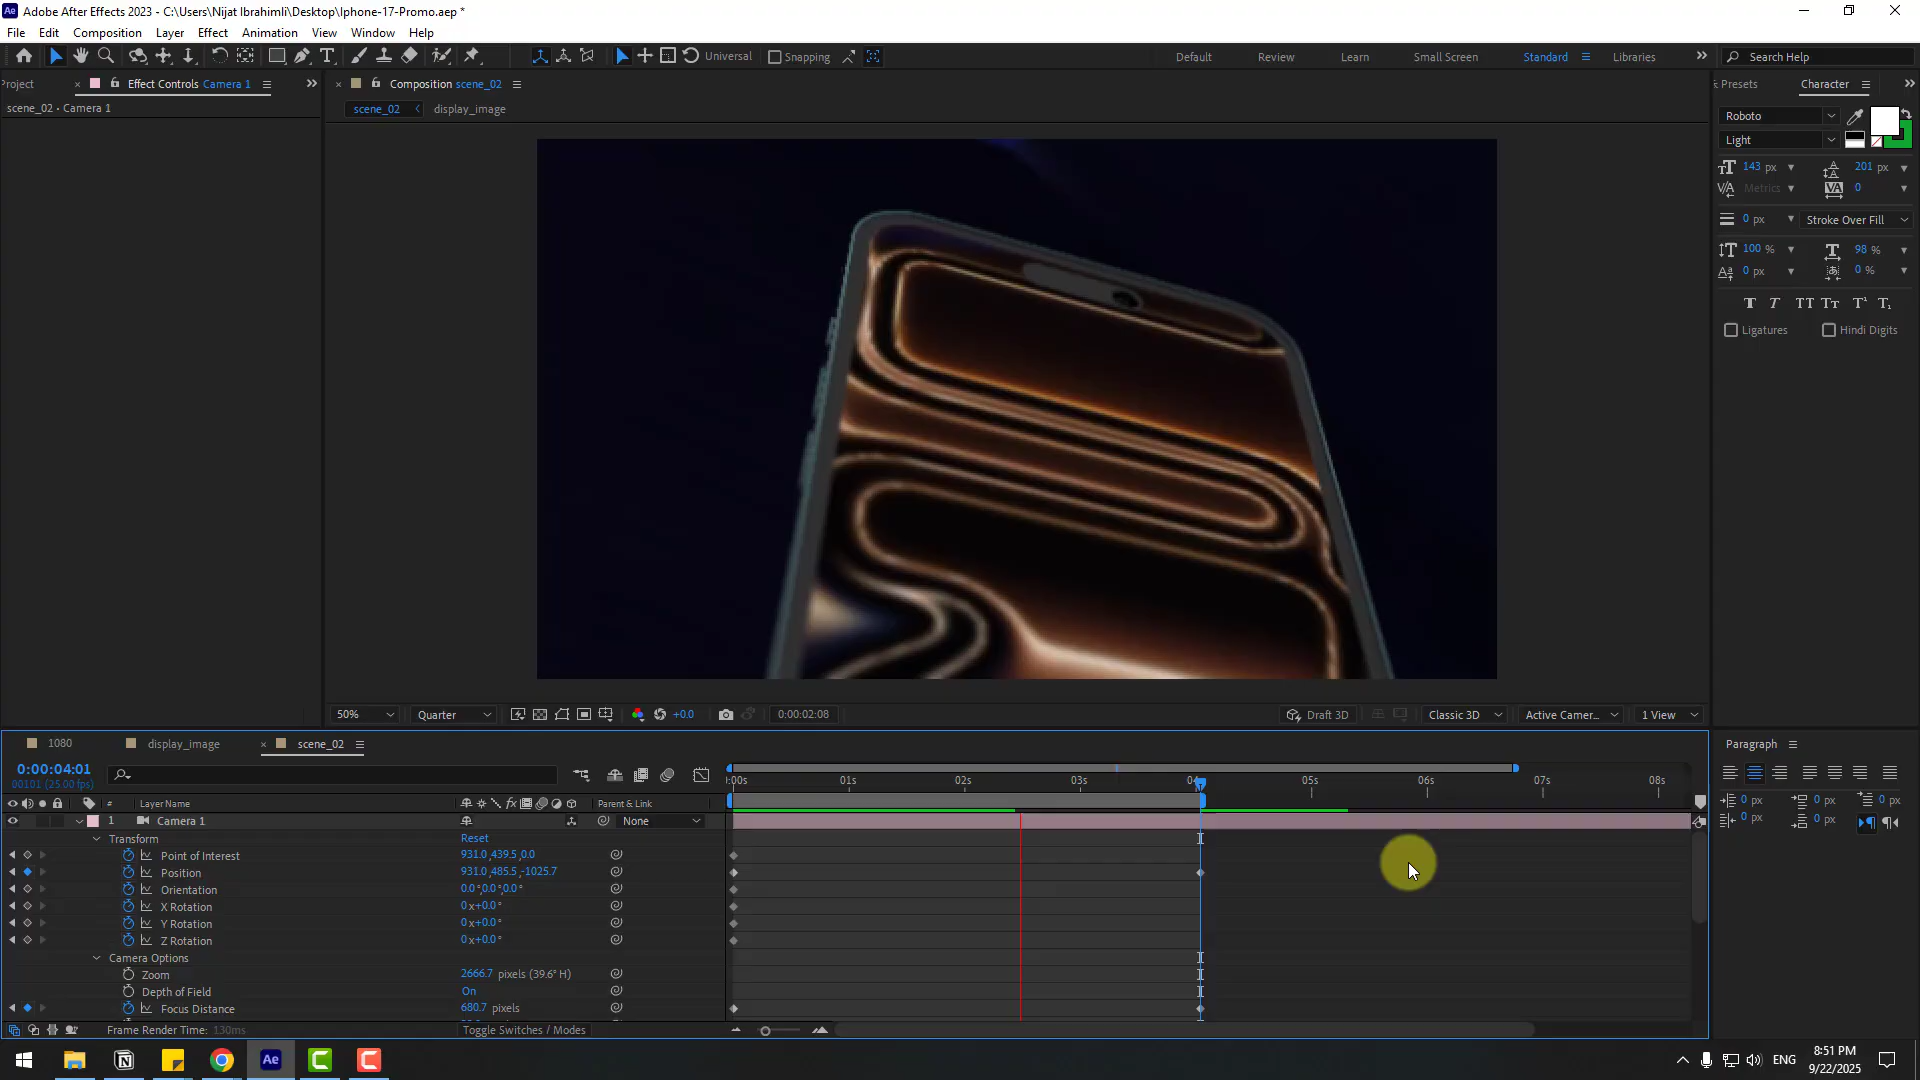 Adobe After Effects 2023 - C:\Users\Nijat Ibrahimli\Desktop\Iphone-17-Promo.aep *
File Edit Composition Layer Effect Animation View Window Help
Universal Snapping Default Review Learn Small Screen Standard Libraries Search Help
Project Effect Controls Camera 1 Composition scene_02 Presets Character
scene_02 • Camera 1
scene_02 display_image
Roboto
Light
143 px 201 px
Metrics 0
0 px Stroke Over Fill
100 % 98 %
0 px 0 %
Ligatures Hindi Digits
50% Quarter +0.0 0:00:02:08 Draft 3D Classic 3D Active Camer... 1 View
1080 display_image scene_02 Paragraph
0:00:04:01
00101 (25.00 fps)
:00s 01s 02s 03s 04 05s 06s 07s 08s
# Layer Name Parent & Link
0 px 0 px 0 px
0 px 0 px
1 Camera 1 None
Transform Reset
Point of Interest 931.0,439.5,0.0
Position 931.0,485.5,-1025.7
Orientation 0.0°,0.0°,0.0°
X Rotation 0x+0.0°
Y Rotation 0x+0.0°
Z Rotation 0x+0.0°
Camera Options
Zoom 2666.7 pixels (39.6° H)
Depth of Field On
Focus Distance 680.7 pixels
Frame Render Time: 130ms Toggle Switches / Modes
ENG 8:51 PM
9/22/2025